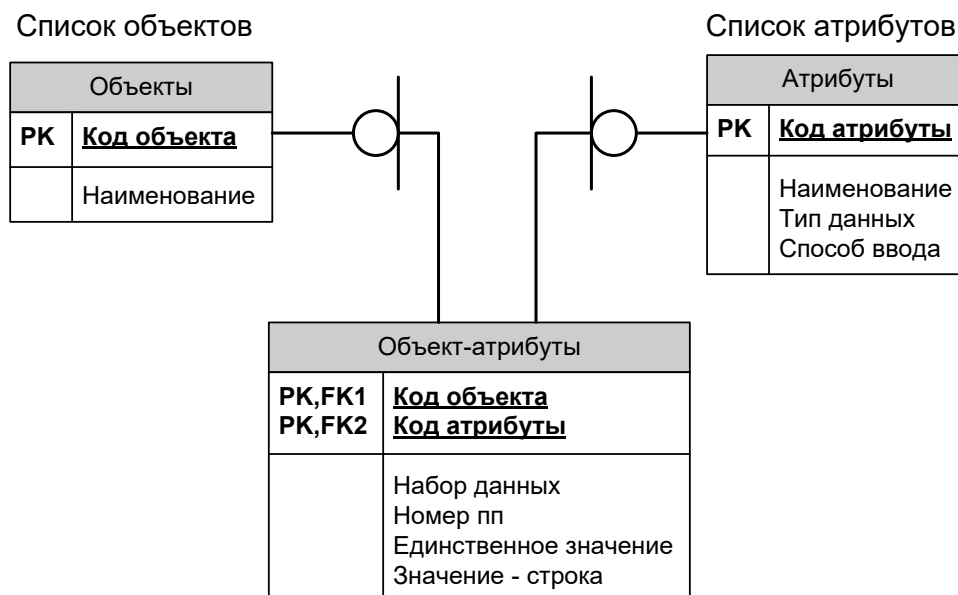 Список объектов
Список атрибутов
Объекты
PK Код объекта
Наименование
Атрибуты
PK Код атрибуты
Наименование
Тип данных
Способ ввода
Объект-атрибуты
PK,FK1 Код объекта
PK,FK2 Код атрибуты
Набор данных
Номер пп
Единственное значение
Значение - строка